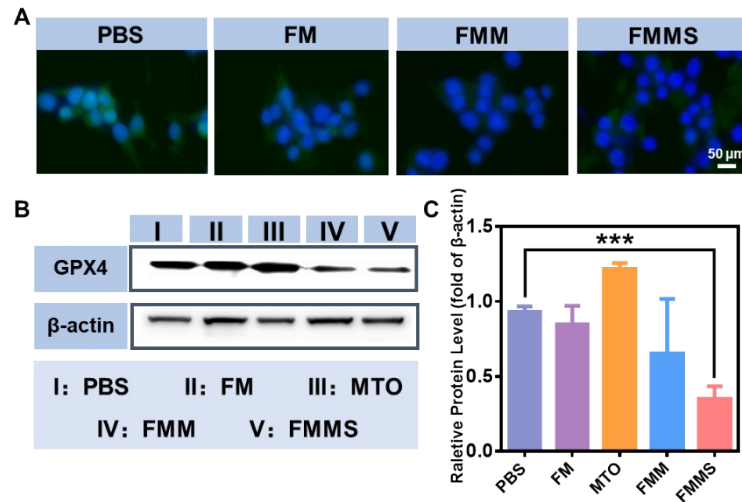 A
PBS FM FMM FMMS
50 μm
B
I II III IV V
GPX4
β-actin
I: PBS II: FM III: MTO
IV: FMM V: FMMS
C
Raletive Protein Level (fold of β-actin)
1.5
1.0
0.5
0.0
***
PBS FM MTO FMM FMMS